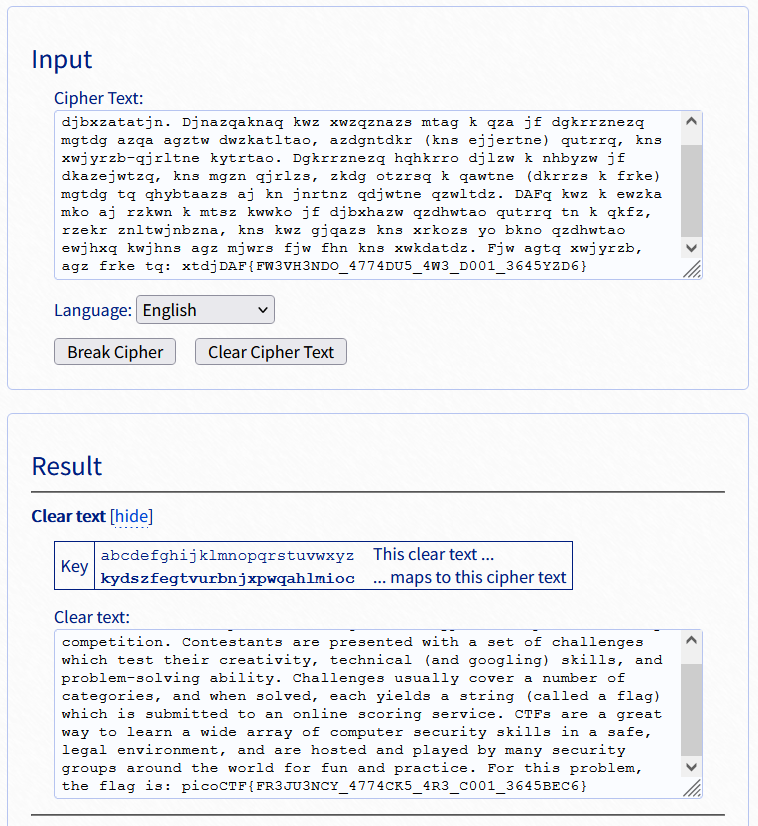 Input
Cipher Text:
djbxzatatjn. Djnazqaknaq kwz xwzqznazs mtag k qza jf dgkrrznezq
mgtdg azqa agztw dwzkatltao, azdgntdkr (kns ejjertne) qutrrq, kns
xwjyrzb-qjrltne kytrtao. Dgkrrznezq hqhkrro djlzw k nhbyzw jf
dkazejwtzq, kns mgzn qjrlzs, zkdg otzrsq k qawtne (dkrrzs k frke)
mgtdg tq qhybtaazs aj kn jnrtnz qdjwtne qzwltdz. DAFq kwz k ewzka
mko aj rzkwn k mtsz kwwko jf djbxhazw qzdhwtao qutrrq tn k qkfz,
rzekr znltwjnbzna, kns kwz gjqazs kns xrkozs yo bkno qzdhwtao
ewjhxq kwjhns agz mjwrs fjw fhn kns xwkdatdz. Fjw agtq xwjyrzb,
agz frke tq: xtdjDAF{FW3VH3NDO_4774DU5_4W3_D001_3645YZD6}
Language: English
Break Cipher Clear Cipher Text
Result
Clear text [hide]
Key abcdefghijklmnopqrstuvwxyz This clear text ...
kydszfegtvurbnjxpwqahlmioc ... maps to this cipher text
Clear text:
competition. Contestants are presented with a set of challenges
which test their creativity, technical (and googling) skills, and
problem-solving ability. Challenges usually cover a number of
categories, and when solved, each yields a string (called a flag)
which is submitted to an online scoring service. CTFs are a great
way to learn a wide array of computer security skills in a safe,
legal environment, and are hosted and played by many security
groups around the world for fun and practice. For this problem,
the flag is: picoCTF{FR3JU3NCY_4774CK5_4R3_C001_3645BEC6}